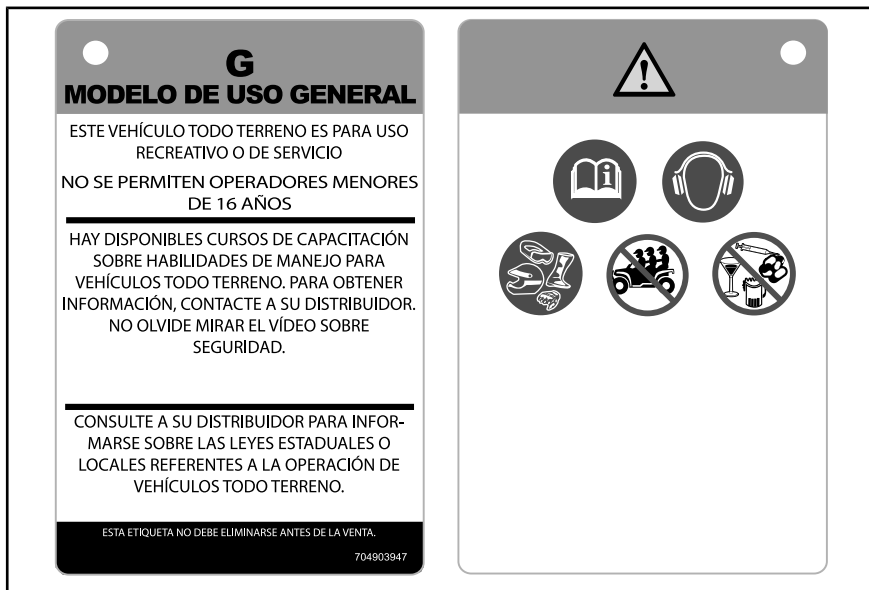 G
MODELO DE USO GENERAL
ESTE VEHÍCULO TODO TERRENO ES PARA USO
RECREATIVO O DE SERVICIO
NO SE PERMITEN OPERADORES MENORES
DE 16 AÑOS
HAY DISPONIBLES CURSOS DE CAPACITACIÓN
SOBRE HABILIDADES DE MANEJO PARA
VEHÍCULOS TODO TERRENO. PARA OBTENER
INFORMACIÓN, CONTACTE A SU DISTRIBUIDOR.
NO OLVIDE MIRAR EL VÍDEO SOBRE
SEGURIDAD.
CONSULTE A SU DISTRIBUIDOR PARA INFOR-
MARSE SOBRE LAS LEYES ESTADUALES O
LOCALES REFERENTES A LA OPERACIÓN DE
VEHÍCULOS TODO TERRENO.
ESTA ETIQUETA NO DEBE ELIMINARSE ANTES DE LA VENTA.
704903947
!
i